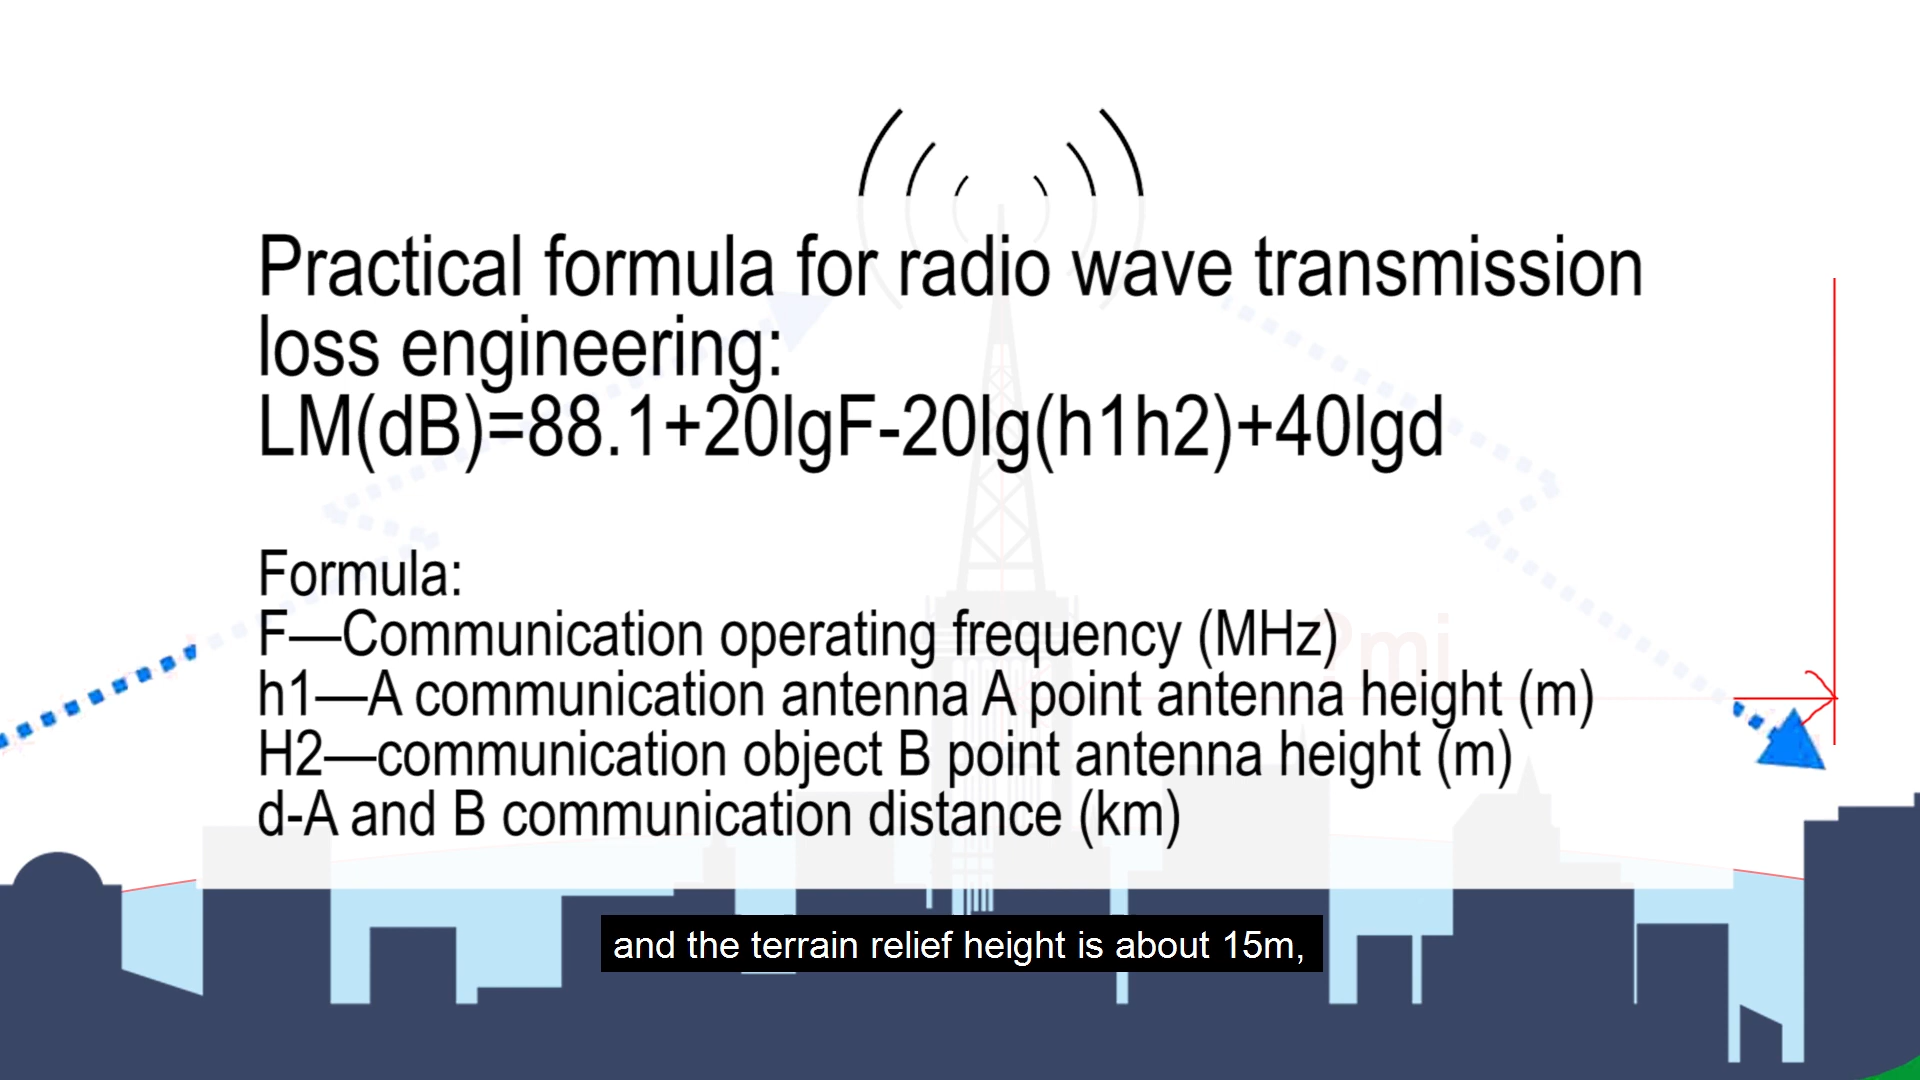 Practical formula for radio wave transmission
loss engineering:
LM(dB)=88.1+20lgF-20lg(h1h2)+40lgd
Formula:
F—Communication operating frequency (MHz)
?mi
h1—A communication antenna A point antenna height (m)
H2—communication object B point antenna height (m)
d-A and B communication distance (km)
and the terrain relief height is about 15m,